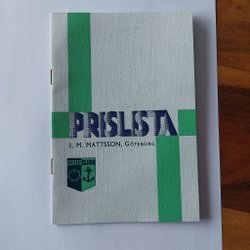 PRISLISTA
J. M. MATTSSON, GÖTEBORG